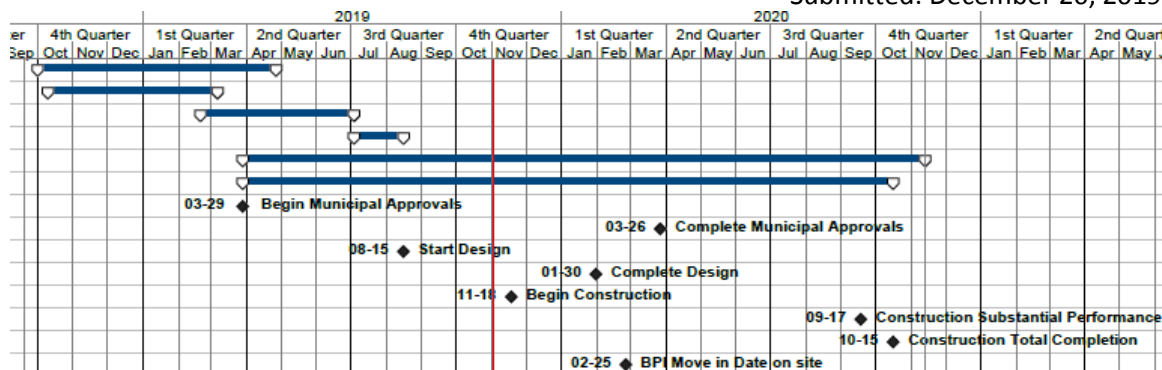 Submitted: December 20, 2019
2019 2020
ter 4th Quarter 1st Quarter 2nd Quarter 3rd Quarter 4th Quarter 1st Quarter 2nd Quarter 3rd Quarter 4th Quarter 1st Quarter 2nd Quart
Sep Oct Nov Dec Jan Feb Mar Apr May Jun Jul Aug Sep Oct Nov Dec Jan Feb Mar Apr May Jun Jul Aug Sep Oct Nov Dec Jan Feb Mar Apr May J
03-29 Begin Municipal Approvals
03-26 Complete Municipal Approvals
08-15 Start Design
01-30 Complete Design
11-18 Begin Construction
09-17 Construction Substantial Performance
10-15 Construction Total Completion
02-25 BPI Move in Date on site